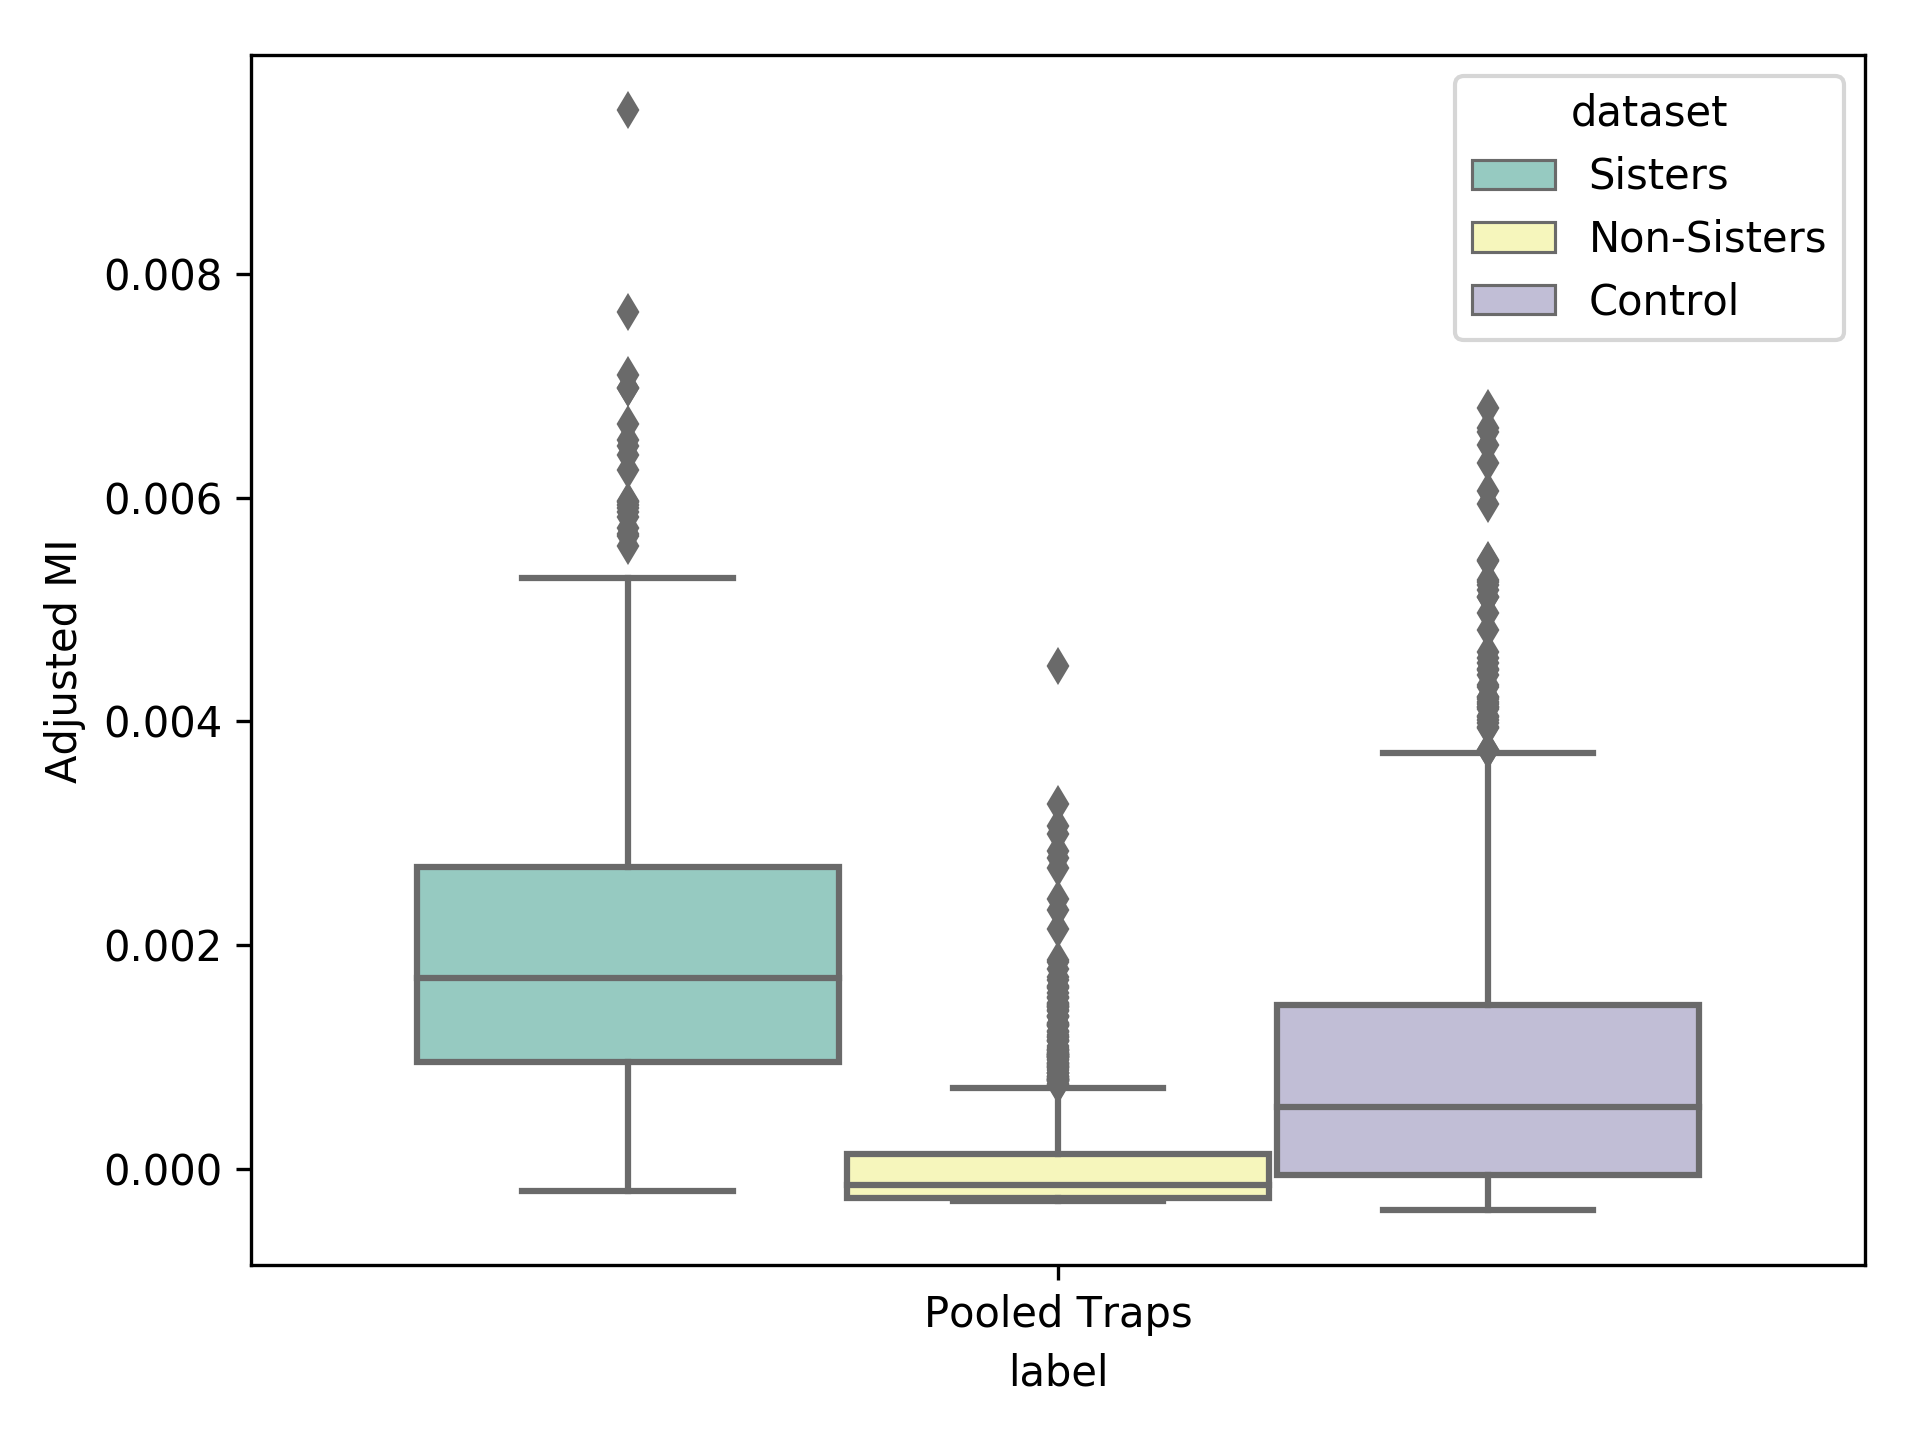 dataset
Sisters
Non-Sisters
Control
0.008
0.006
0.004
0.002
0.000
Adjusted MI
Pooled Traps
label